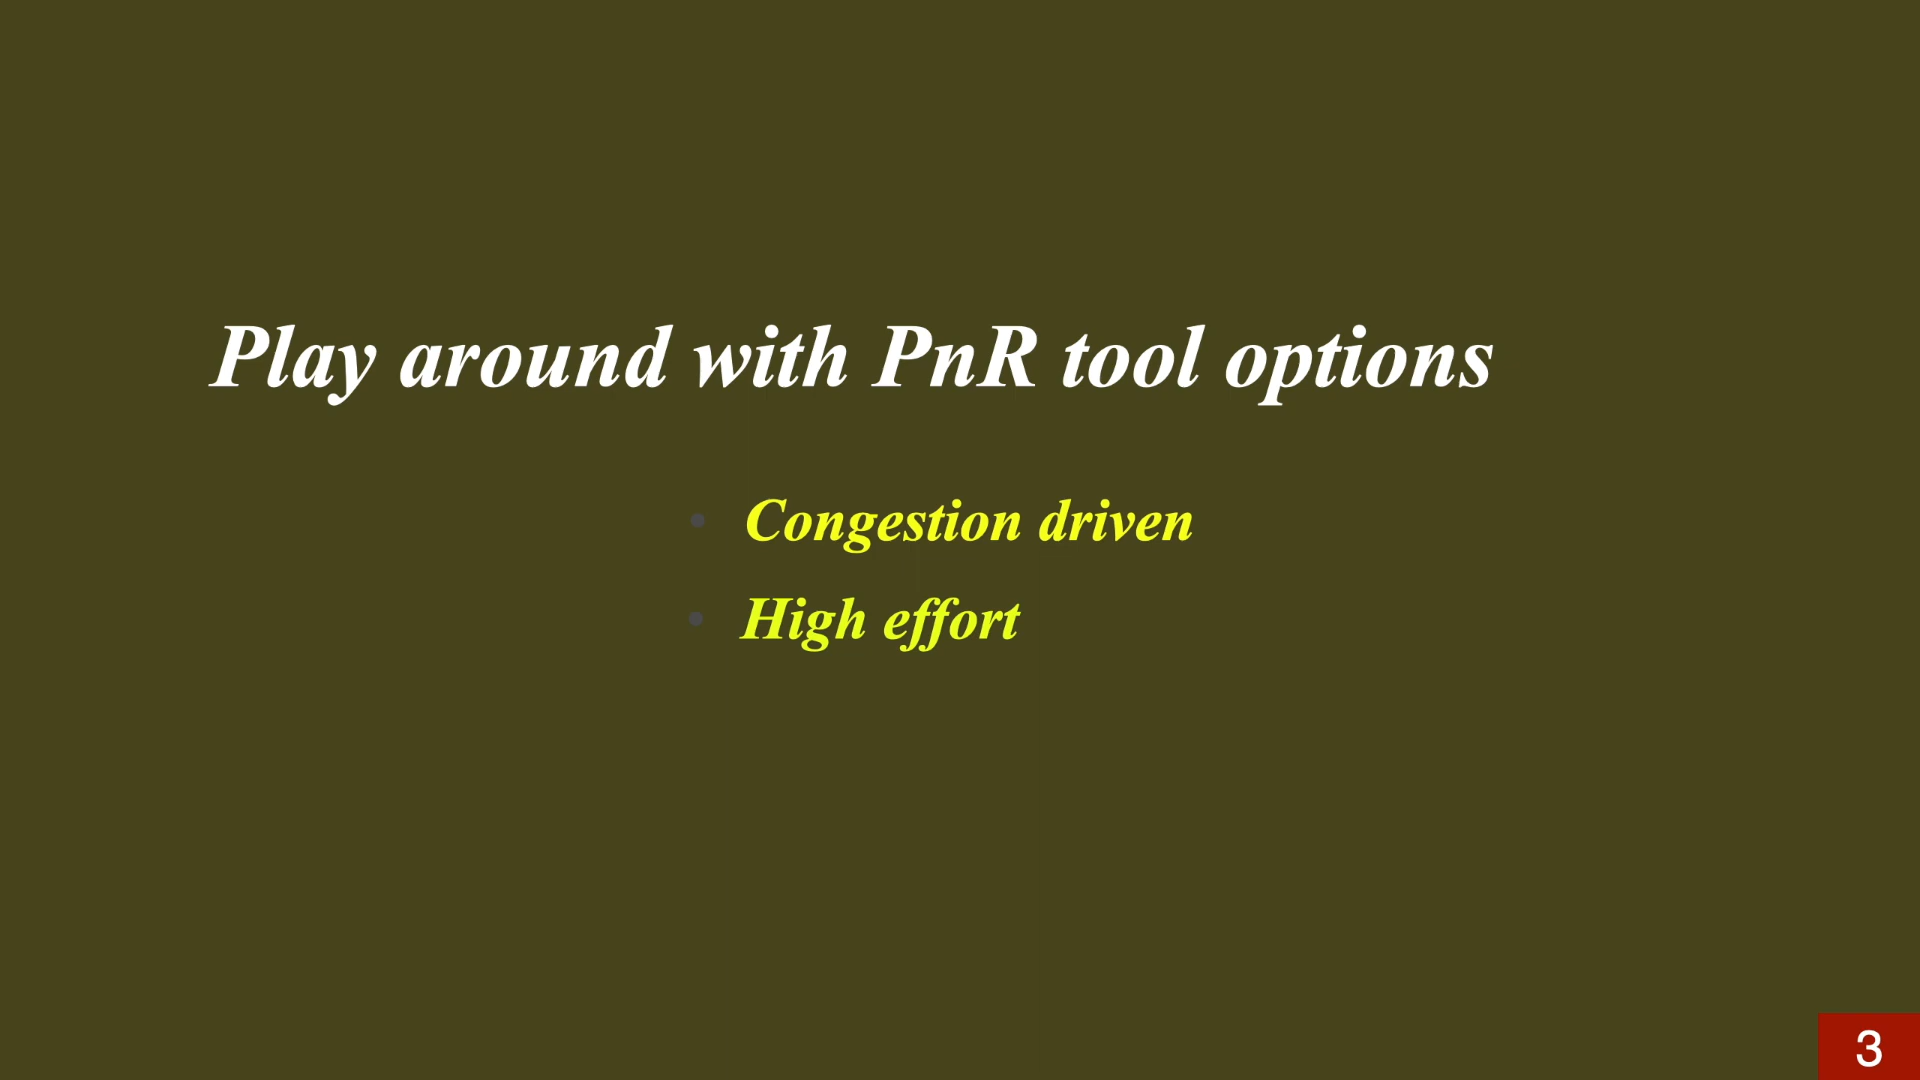 Play around with PnR tool options
• Congestion driven
• High effort
3